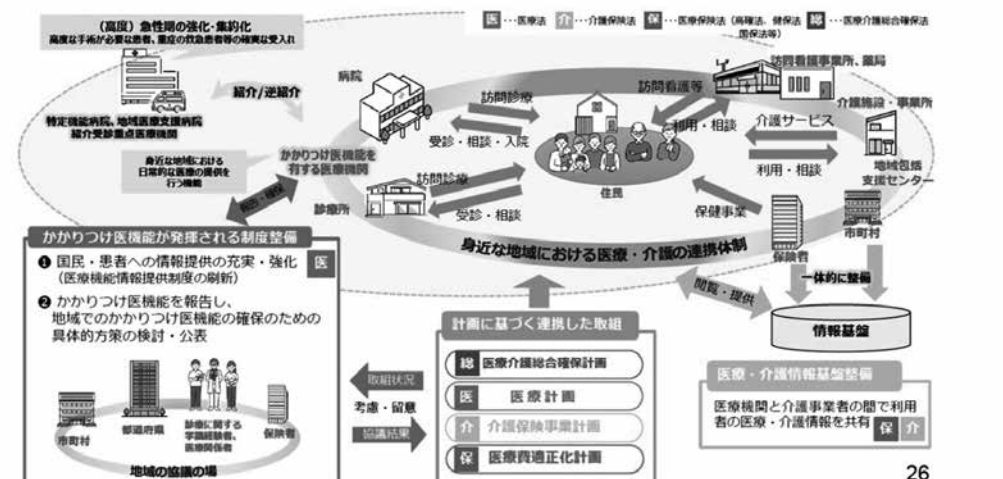 医…医療法 介…介護保険法 保…医療保険法（高確法、健保法
国保法等） 総…医療介護総合確保法
（高度）急性期の強化・集約化
高度な手術が必要な患者、重症の救急患者等の確実な受入れ
特定機能病院、地域医療支援病院
紹介受診重点医療機関
紹介/逆紹介
身近な地域における
日常的な医療の提供を
行う機能
かかりつけ医機能を
有する医療機関
病院
訪問診療
受診・相談・入院
診療所
訪問診療
受診・相談
住民
訪問看護等
利用・相談
訪問看護事業所、薬局
介護施設・事業所
介護サービス
利用・相談
地域包括
支援センター
保健事業
保険者
市町村
身近な地域における医療・介護の連携体制
一体的に整備
閲覧・提供
情報基盤
かかりつけ医機能が発揮される制度整備
❶ 国民・患者への情報提供の充実・強化 医
（医療機能情報提供制度の刷新）
❷ かかりつけ医機能を報告し、
地域でのかかりつけ医機能の確保のための
具体的方策の検討・公表
市町村
都道府県
診療に関する
学識経験者、
医療関係者
保険者
地域の協議の場
取組状況
考慮・留意
協議結果
計画に基づく連携した取組
総 医療介護総合確保計画
医 医療計画
介 介護保険事業計画
保 医療費適正化計画
医療・介護情報基盤整備
医療機関と介護事業者の間で利用
者の医療・介護情報を共有 保 介
26